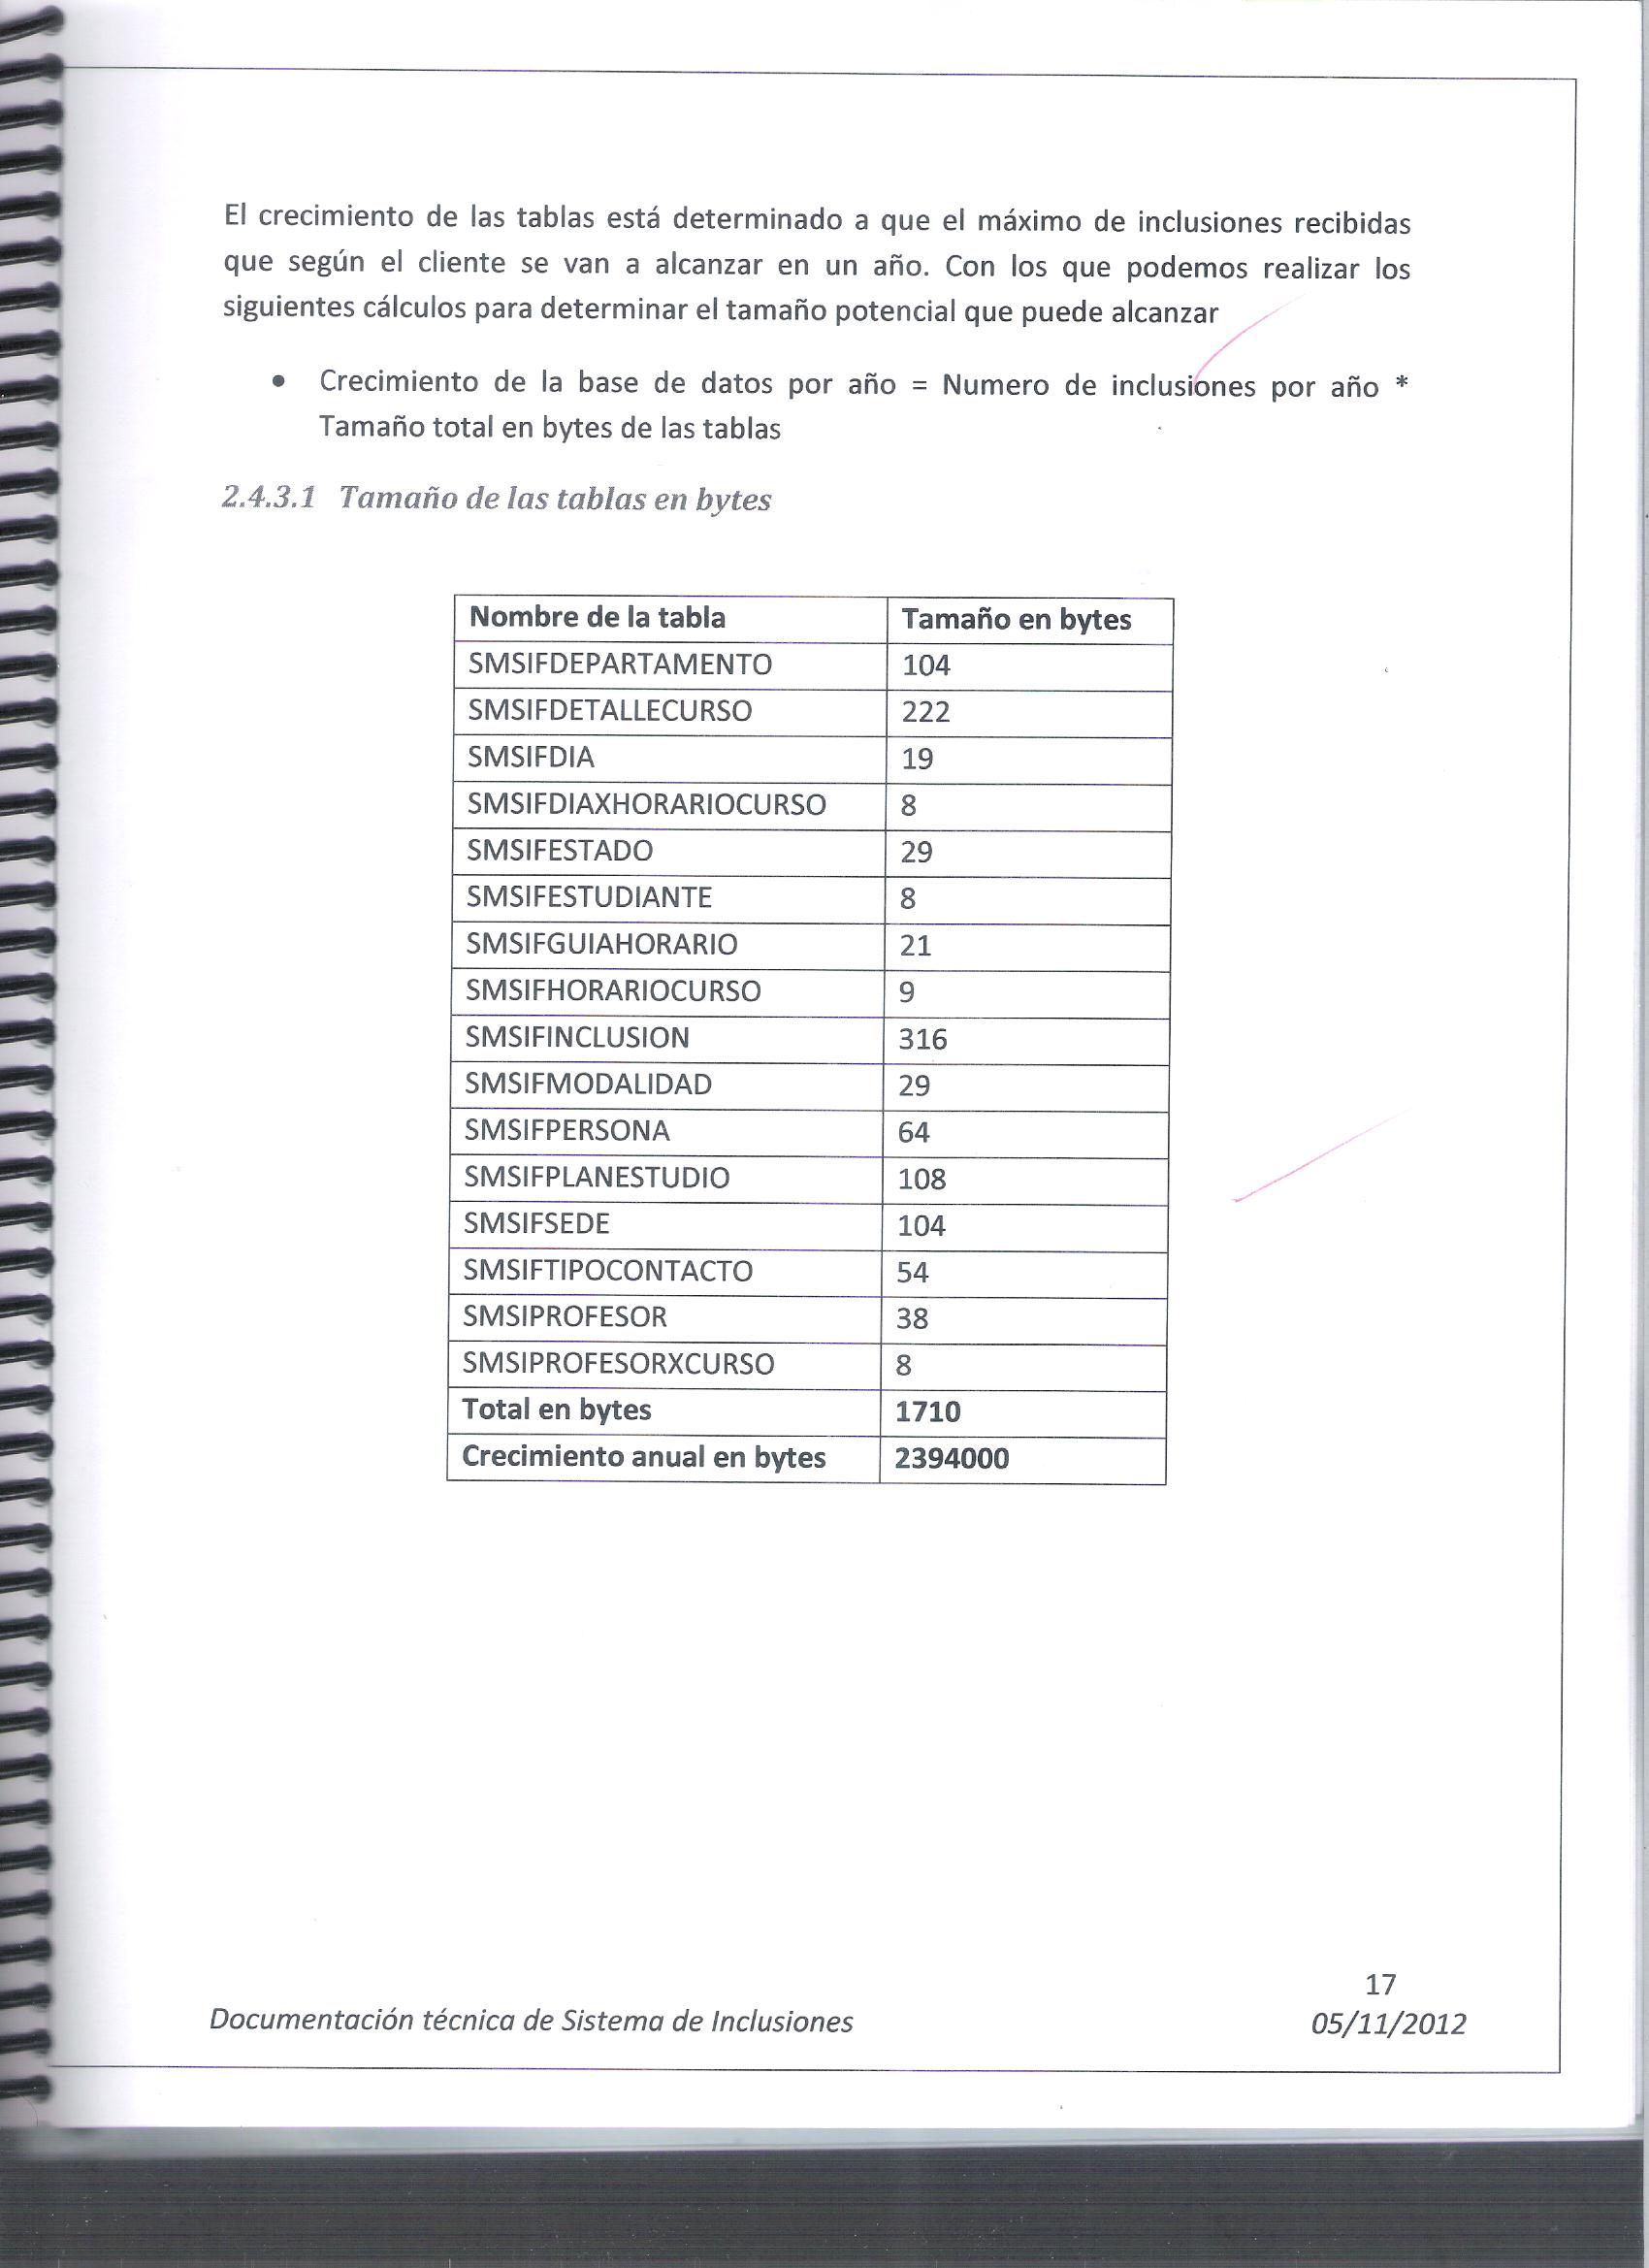 El crecimiento de las tablas está determinado a que el máximo de inclusiones recibidas
que según el cliente se van a alcanzar en un año. Con los que podemos realizar los
siguientes cálculos para determinar el tamaño potencial que puede alcanzar
• Crecimiento de la base de datos por año = Numero de inclusiones por año *
Tamaño total en bytes de las tablas
2.4.3.1 Tamaño de las tablas en bytes
Nombre de la tabla Tamaño en bytes
SMSIFDEPARTAMENTO 104
SMSIFDETALLECURSO 222
SMSIFDIA 19
SMSIFDIAXHORARIOCURSO 8
SMSIFESTADO 29
SMSIFESTUDIANTE 8
SMSIFGUIAHORARIO 21
SMSIFHORARIOCURSO 9
SMSIFINCLUSION 316
SMSIFMODALIDAD 29
SMSIFPERSONA 64
SMSIFPLANESTUDIO 108
SMSIFSEDE 104
SMSIFTIPOCONTACTO 54
SMSIPROFESOR 38
SMSIPROFESORXCURSO 8
Total en bytes 1710
Crecimiento anual en bytes 2394000
17
Documentación técnica de Sistema de Inclusiones 05/11/2012